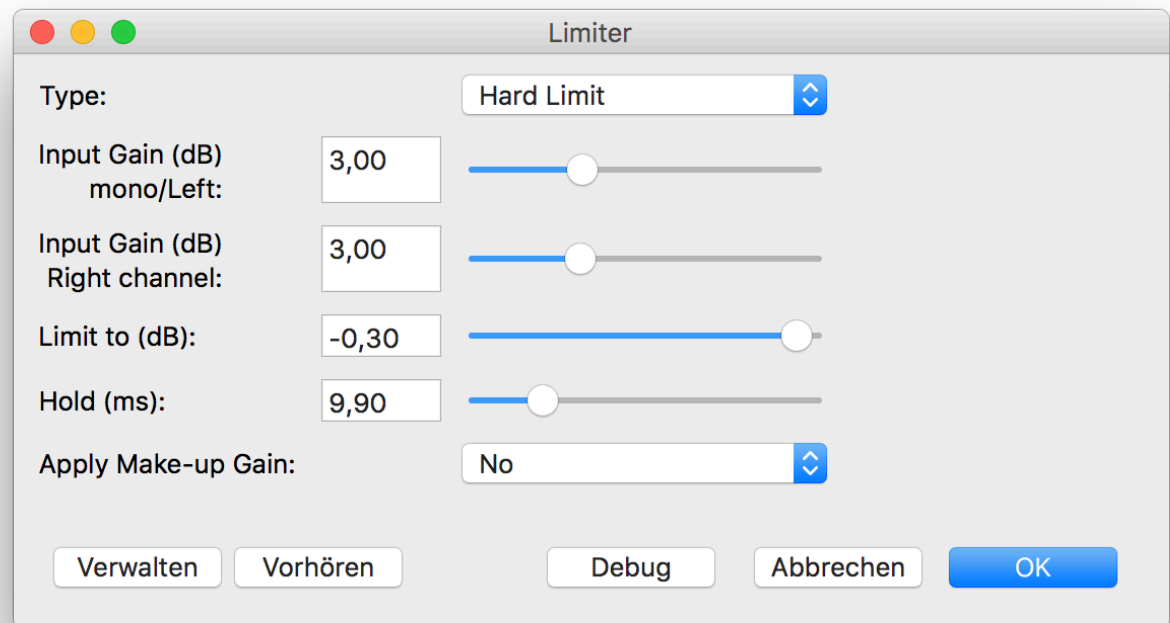 Limiter
Type:
Hard Limit
Input Gain (dB)
mono/Left:
3,00
Input Gain (dB)
Right channel:
3,00
Limit to (dB):
-0,30
Hold (ms):
9,90
Apply Make-up Gain:
No
Verwalten
Vorhören
Debug
Abbrechen
OK